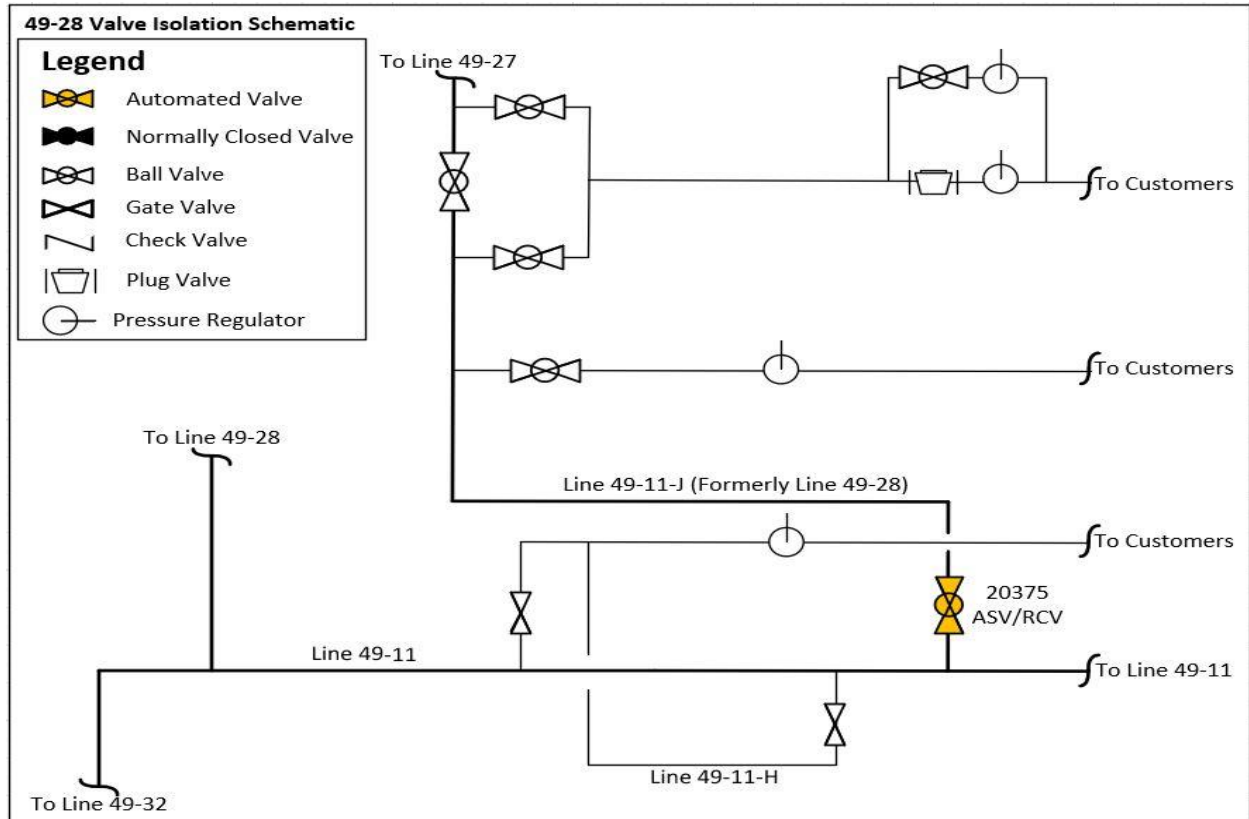 49-28 Valve Isolation Schematic
Legend
Automated Valve
Normally Closed Valve
Ball Valve
Gate Valve
Check Valve
Plug Valve
Pressure Regulator
To Line 49-27
To Customers
To Customers
To Line 49-28
Line 49-11-J (Formerly Line 49-28)
To Customers
20375
ASV/RCV
Line 49-11
To Line 49-11
Line 49-11-H
To Line 49-32